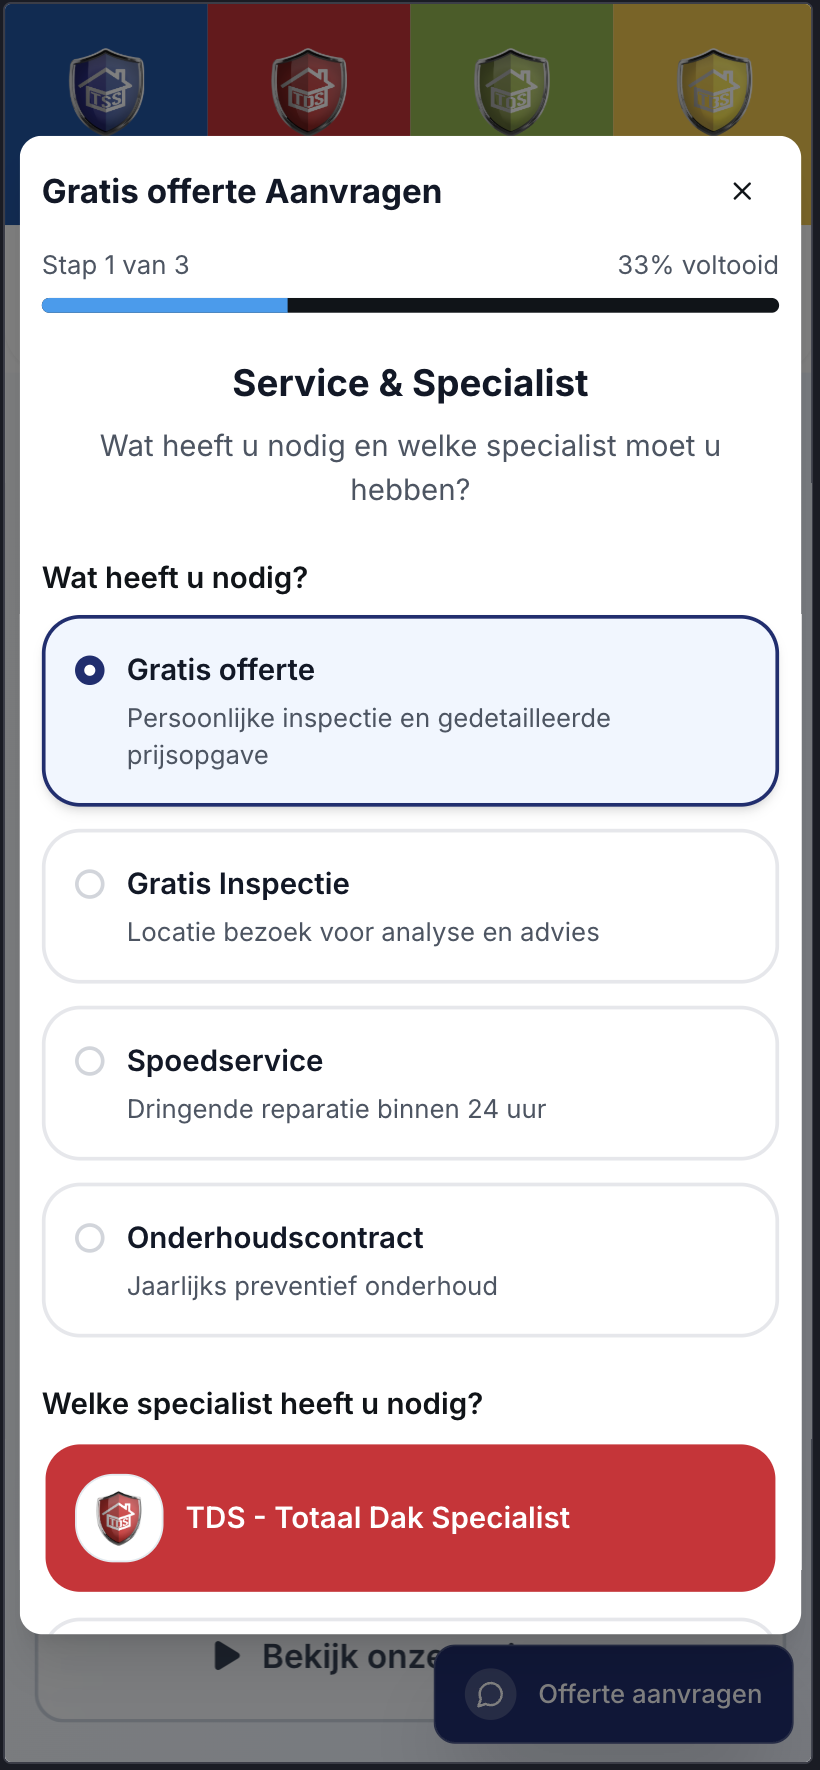 TSS
TDS
TDS
TDS
Gratis offerte Aanvragen
Stap 1 van 3
33% voltooid
Service & Specialist
Wat heeft u nodig en welke specialist moet u
hebben?
Wat heeft u nodig?
Gratis offerte
Persoonlijke inspectie en gedetailleerde
prijsopgave
Gratis Inspectie
Locatie bezoek voor analyse en advies
Spoedservice
Dringende reparatie binnen 24 uur
Onderhoudscontract
Jaarlijks preventief onderhoud
Welke specialist heeft u nodig?
TDS
TDS - Totaal Dak Specialist
Bekijk onze
Offerte aanvragen